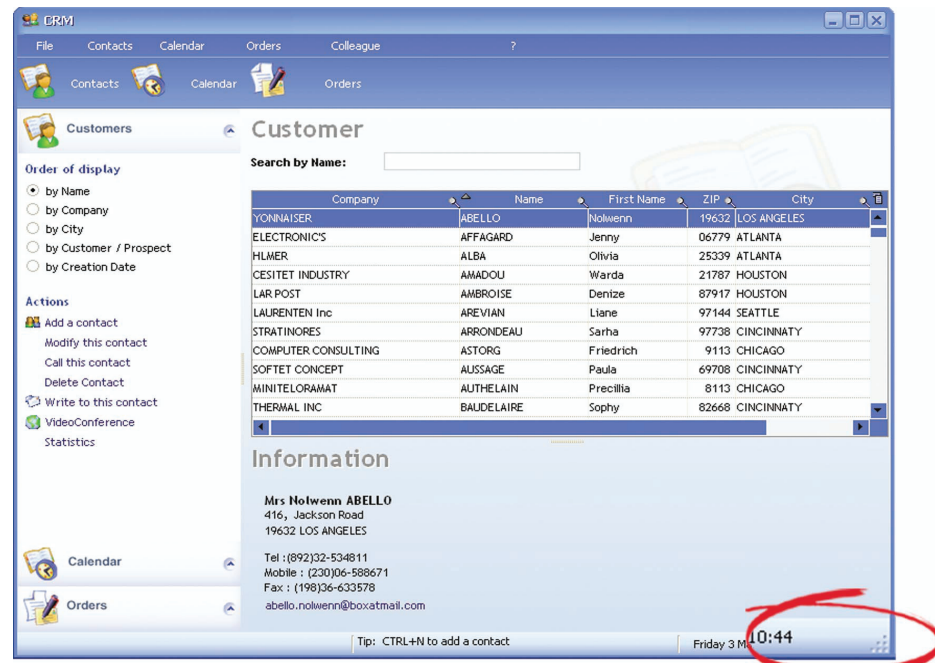 CRM
File Contacts Calendar Orders Colleague ?
Contacts Calendar Orders
Customers
Order of display
by Name
by Company
by City
by Customer / Prospect
by Creation Date
Actions
Add a contact
Modify this contact
Call this contact
Delete Contact
Write to this contact
VideoConference
Statistics
Calendar
Orders
Customer
Search by Name:
Company Name First Name ZIP City
YONNAISER ABELLO Nolwenn 19632 LOS ANGELES
ELECTRONIC'S AFFAGARD Jenny 06779 ATLANTA
HLMER ALBA Olivia 25339 ATLANTA
CESITET INDUSTRY AMADOU Warda 21787 HOUSTON
LAR POST AMBROISE Denize 87917 HOUSTON
LAURENTEN Inc AREVIAN Liane 97144 SEATTLE
STRATINORES ARRONDEAU Sarha 97738 CINCINNATY
COMPUTER CONSULTING ASTORG Friedrich 9113 CHICAGO
SOFTET CONCEPT AUSSAGE Paula 69708 CINCINNATY
MINITELORAMAT AUTHELAIN Precillia 8113 CHICAGO
THERMAL INC BAUDELAIRE Sophy 82668 CINCINNATY
Information
Mrs Nolwenn ABELLO
416, Jackson Road
19632 LOS ANGELES
Tel :(892)32-534811
Mobile : (230)06-588671
Fax : (198)36-633578
abello.nolwenn@boxatmail.com
Tip: CTRL+N to add a contact
Friday 3 M 10:44